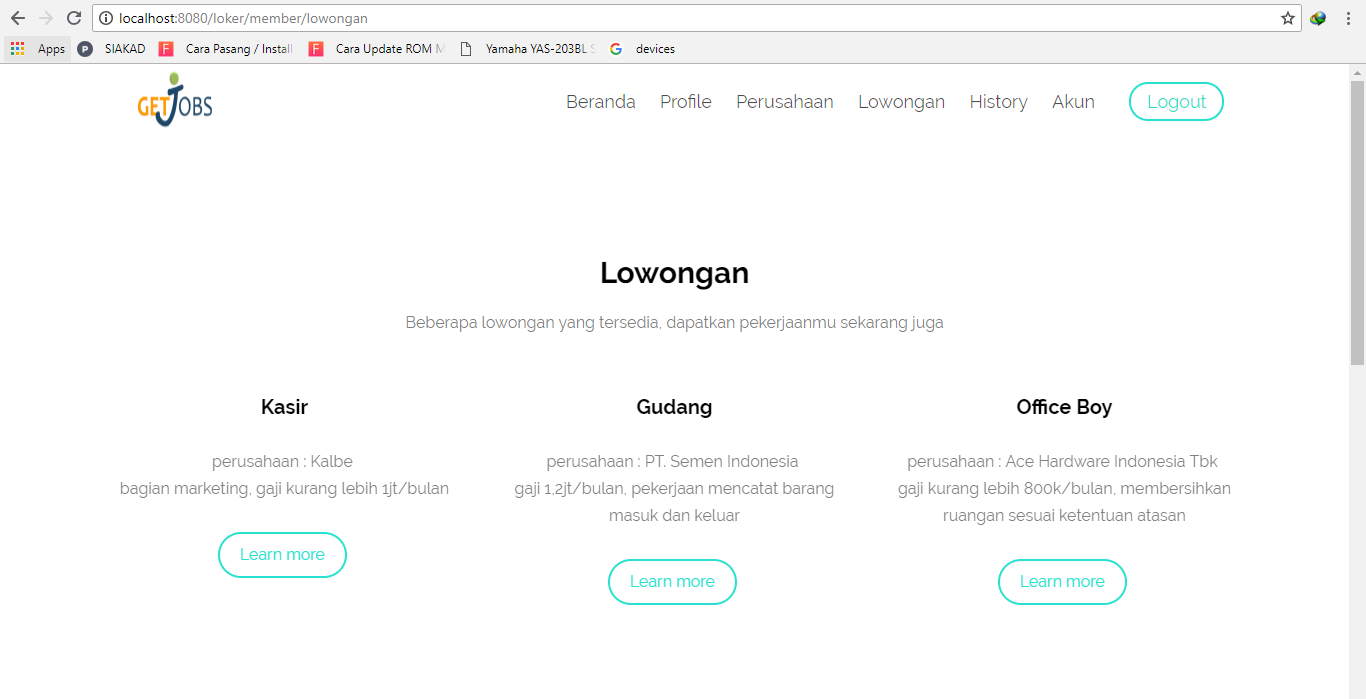 localhost:8080/loker/member/lowongan
Apps SIAKAD Cara Pasang / Install Cara Update ROM M Yamaha YAS-203BL S devices
GETJOBS
Beranda Profile Perusahaan Lowongan History Akun Logout
Lowongan
Beberapa lowongan yang tersedia, dapatkan pekerjaanmu sekarang juga
Kasir
perusahaan : Kalbe
bagian marketing, gaji kurang lebih 1jt/bulan
Learn more
Gudang
perusahaan : PT. Semen Indonesia
gaji 1,2jt/bulan, pekerjaan mencatat barang
masuk dan keluar
Learn more
Office Boy
perusahaan : Ace Hardware Indonesia Tbk
gaji kurang lebih 800k/bulan, membersihkan
ruangan sesuai ketentuan atasan
Learn more